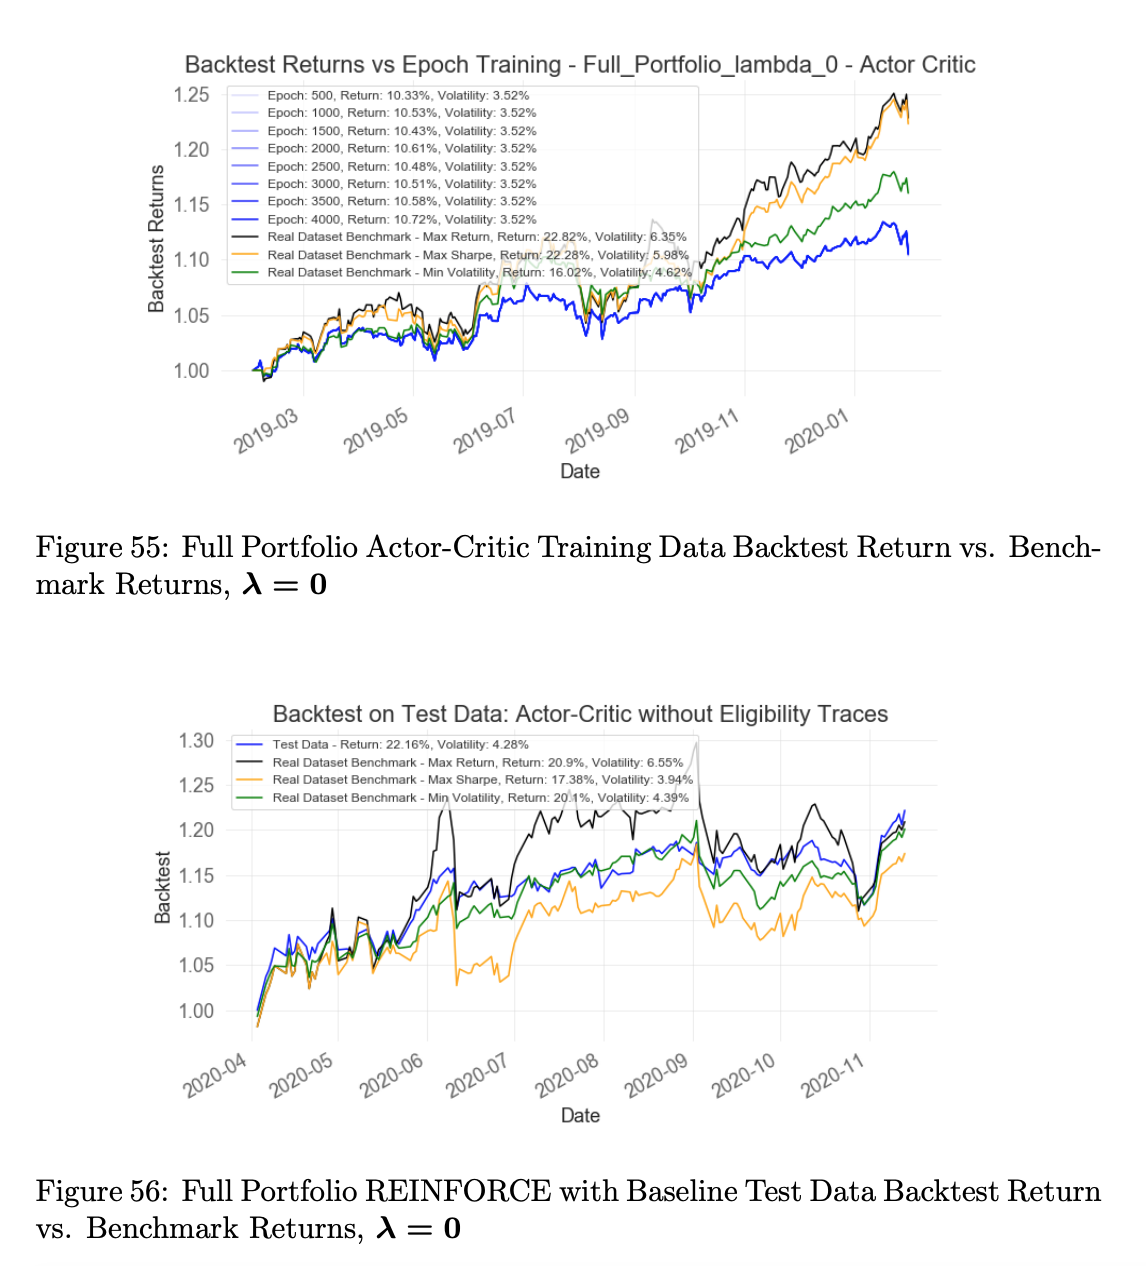 Backtest Returns vs Epoch Training - Full_Portfolio_lambda_0 - Actor Critic
1.25
1.20
1.15
1.10
1.05
1.00
Backtest Returns
Epoch: 500, Return: 10.33%, Volatility: 3.52%
Epoch: 1000, Return: 10.53%, Volatility: 3.52%
Epoch: 1500, Return: 10.43%, Volatility: 3.52%
Epoch: 2000, Return: 10.61%, Volatility: 3.52%
Epoch: 2500, Return: 10.48%, Volatility: 3.52%
Epoch: 3000, Return: 10.51%, Volatility: 3.52%
Epoch: 3500, Return: 10.58%, Volatility: 3.52%
Epoch: 4000, Return: 10.72%, Volatility: 3.52%
Real Dataset Benchmark - Max Return, Return: 22.82%, Volatility: 6.35%
Real Dataset Benchmark - Max Sharpe, Return: 22.28%, Volatility: 5.98%
Real Dataset Benchmark - Min Volatility, Return: 16.02%, Volatility: 4.62%
2019-03
2019-05
2019-07
2019-09
2019-11
2020-01
Date
Figure 55: Full Portfolio Actor-Critic Training Data Backtest Return vs. Bench-
mark Returns, λ = 0
Backtest on Test Data: Actor-Critic without Eligibility Traces
1.30
1.25
1.20
1.15
1.10
1.05
1.00
Backtest
Test Data - Return: 22.16%, Volatility: 4.28%
Real Dataset Benchmark - Max Return, Return: 20.9%, Volatility: 6.55%
Real Dataset Benchmark - Max Sharpe, Return: 17.38%, Volatility: 3.94%
Real Dataset Benchmark - Min Volatility, Return: 20.1%, Volatility: 4.39%
2020-04
2020-05
2020-06
2020-07
2020-08
2020-09
2020-10
2020-11
Date
Figure 56: Full Portfolio REINFORCE with Baseline Test Data Backtest Return
vs. Benchmark Returns, λ = 0